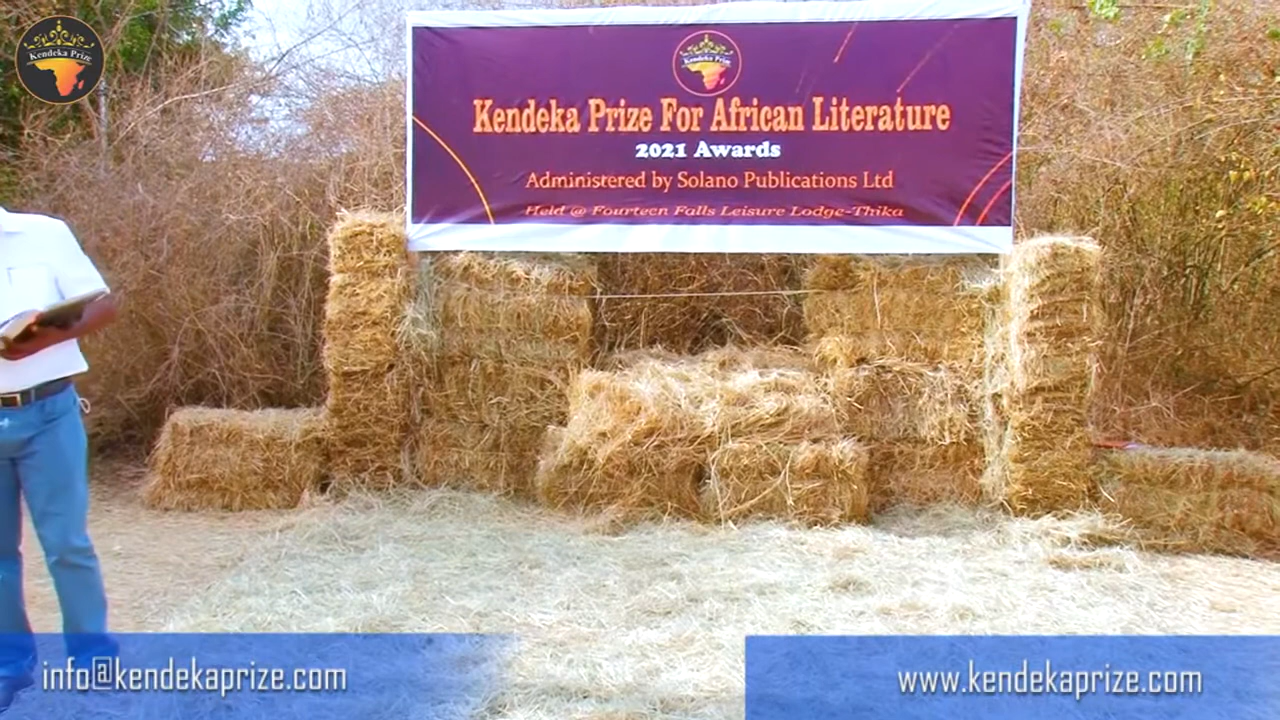 Kendeka Prize
Kendeka Prize
Kendeka Prize For African Literature
2021 Awards
Administered by Solano Publications Ltd
Held @ Fourteen Falls Leisure Lodge-Thika
info@kendekaprize.com
www.kendekaprize.com